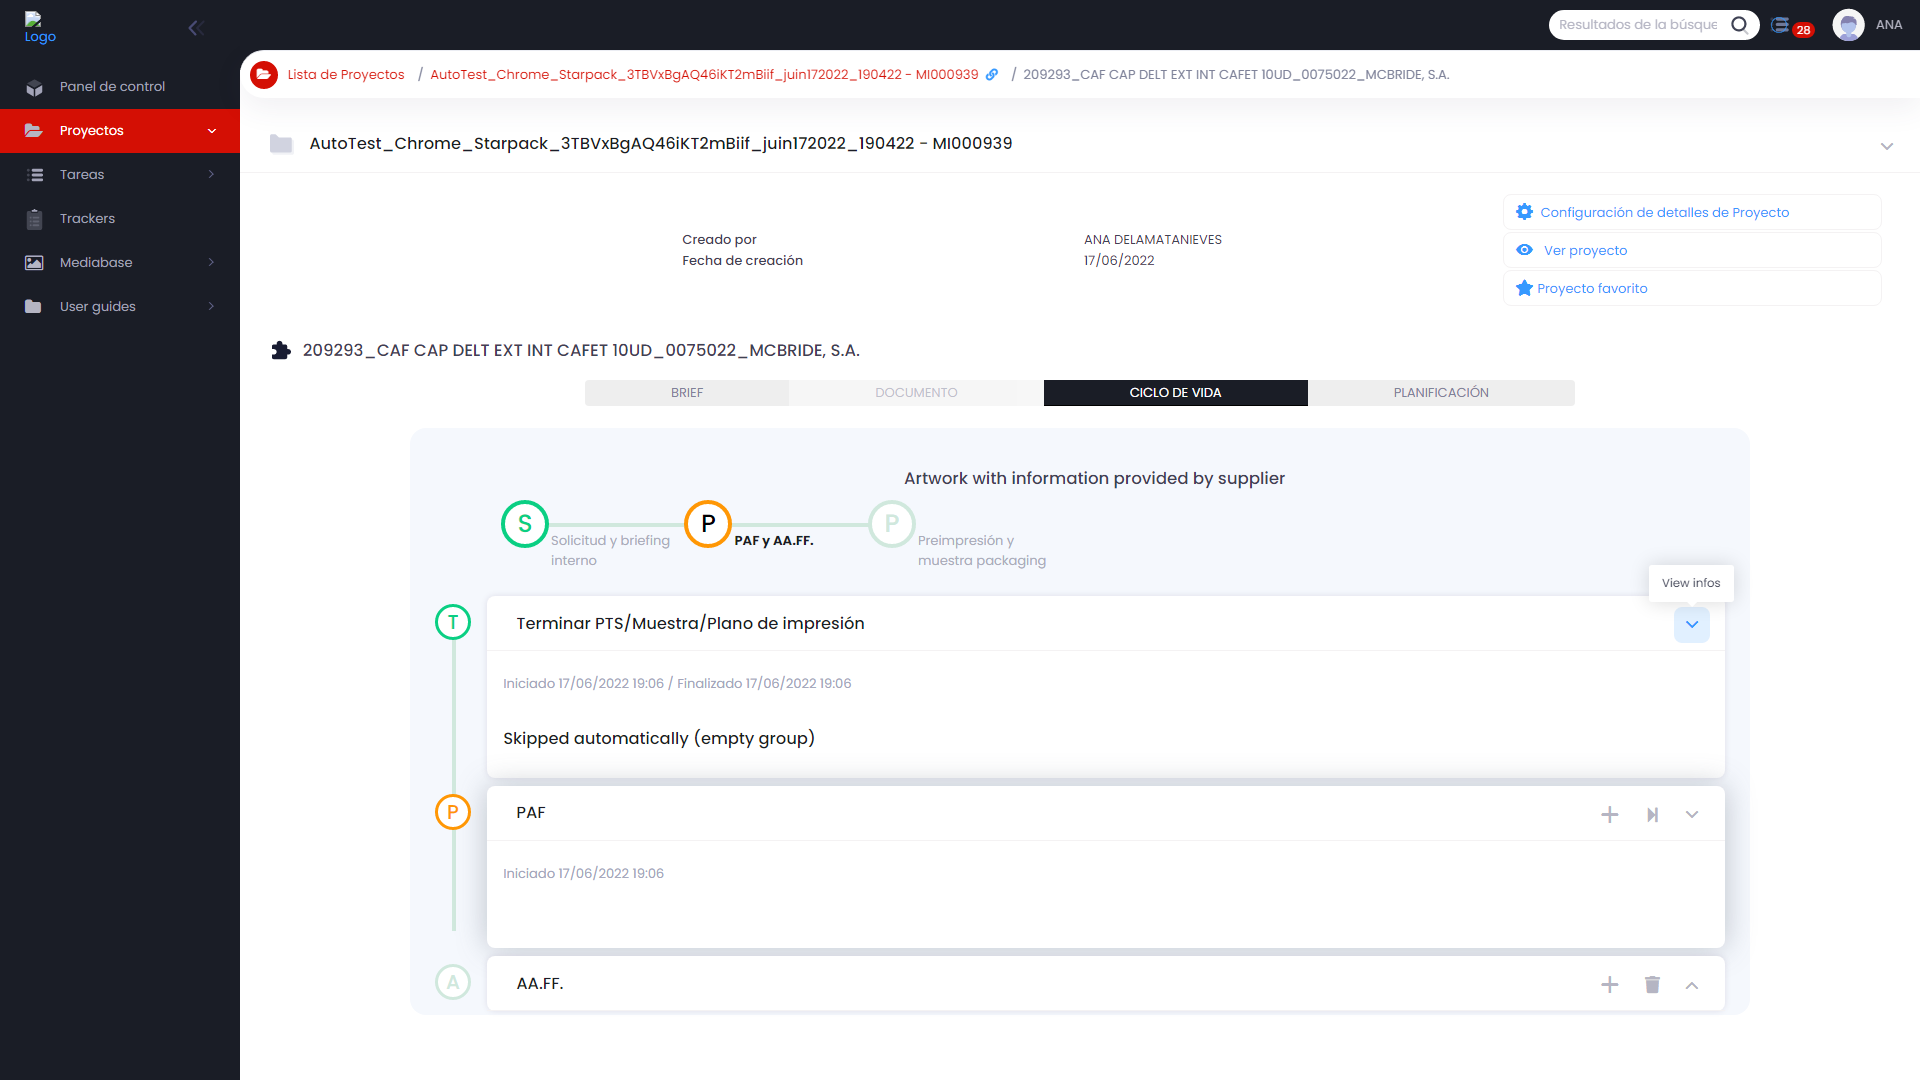 Logo
Resultados de la búsque
28
ANA
Panel de control
Proyectos
Tareas
Trackers
Mediabase
User guides
Lista de Proyectos / AutoTest_Chrome_Starpack_3TBVxBgAQ46iKT2mBiif_juin172022_190422 - MI000939 / 209293_CAF CAP DELT EXT INT CAFET 10UD_0075022_MCBRIDE, S.A.
AutoTest_Chrome_Starpack_3TBVxBgAQ46iKT2mBiif_juin172022_190422 - MI000939
Creado por ANA DELAMATANIEVES
Fecha de creación 17/06/2022
Configuración de detalles de Proyecto
Ver proyecto
Proyecto favorito
209293_CAF CAP DELT EXT INT CAFET 10UD_0075022_MCBRIDE, S.A.
BRIEF DOCUMENTO CICLO DE VIDA PLANIFICACIÓN
Artwork with information provided by supplier
S
Solicitud y briefing
interno
P
PAF y AA.FF.
P
Preimpresión y
muestra packaging
View infos
T
Terminar PTS/Muestra/Plano de impresión
Iniciado 17/06/2022 19:06 / Finalizado 17/06/2022 19:06
Skipped automatically (empty group)
P
PAF
Iniciado 17/06/2022 19:06
A
AA.FF.